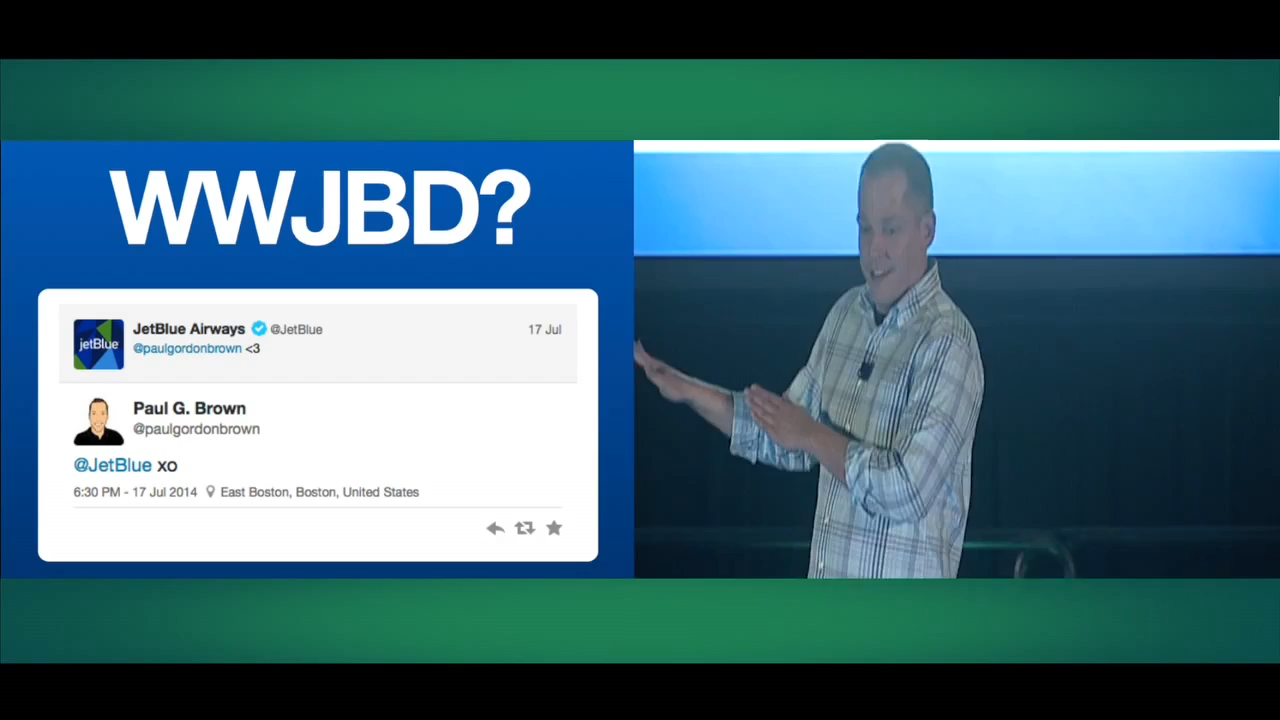 WWJBD?
jetBlue
JetBlue Airways @JetBlue 17 Jul
@paulgordonbrown <3
Paul G. Brown
@paulgordonbrown
@JetBlue xo
6:30 PM - 17 Jul 2014 East Boston, Boston, United States